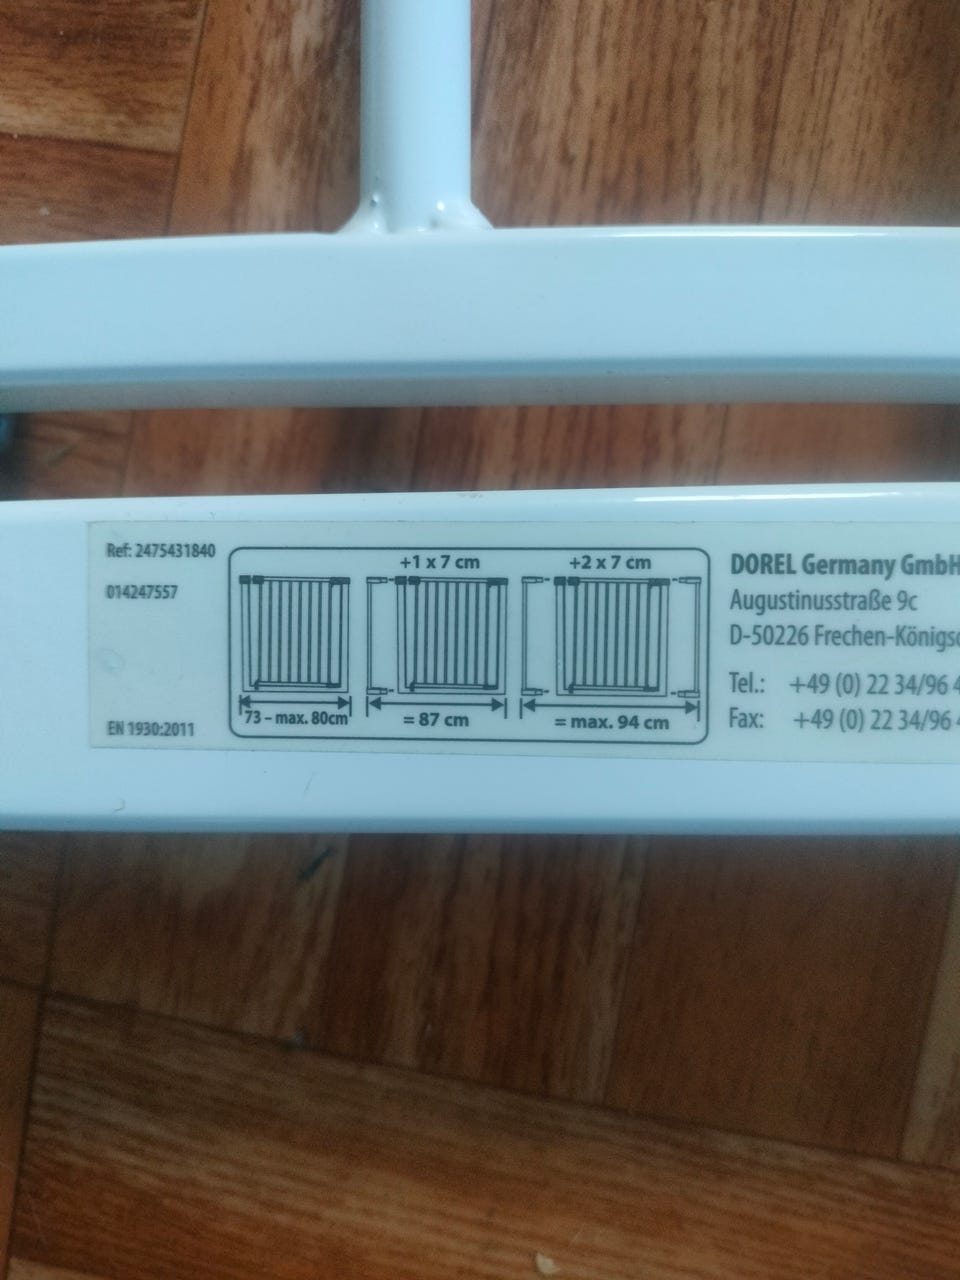 Ref: 2475431840
014247557
EN 1930:2011
+1 x 7 cm
+2 x 7 cm
73 – max. 80cm
= 87 cm
= max. 94 cm
DOREL Germany GmbH
Augustinusstraße 9c
D-50226
Tel.: +49 (0) 22 34/96
Fax: +49 (0) 22 34/96